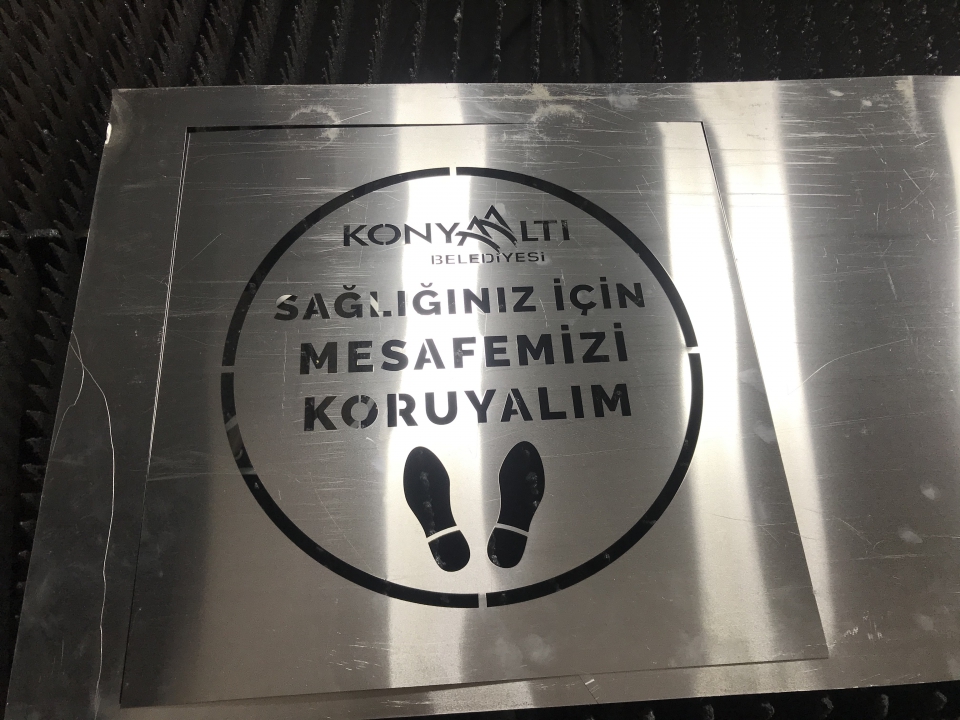 KONYAALTI
BELEDİYESİ
SAĞLIĞINIZ İÇİN
MESAFEMİZİ
KORUYALIM